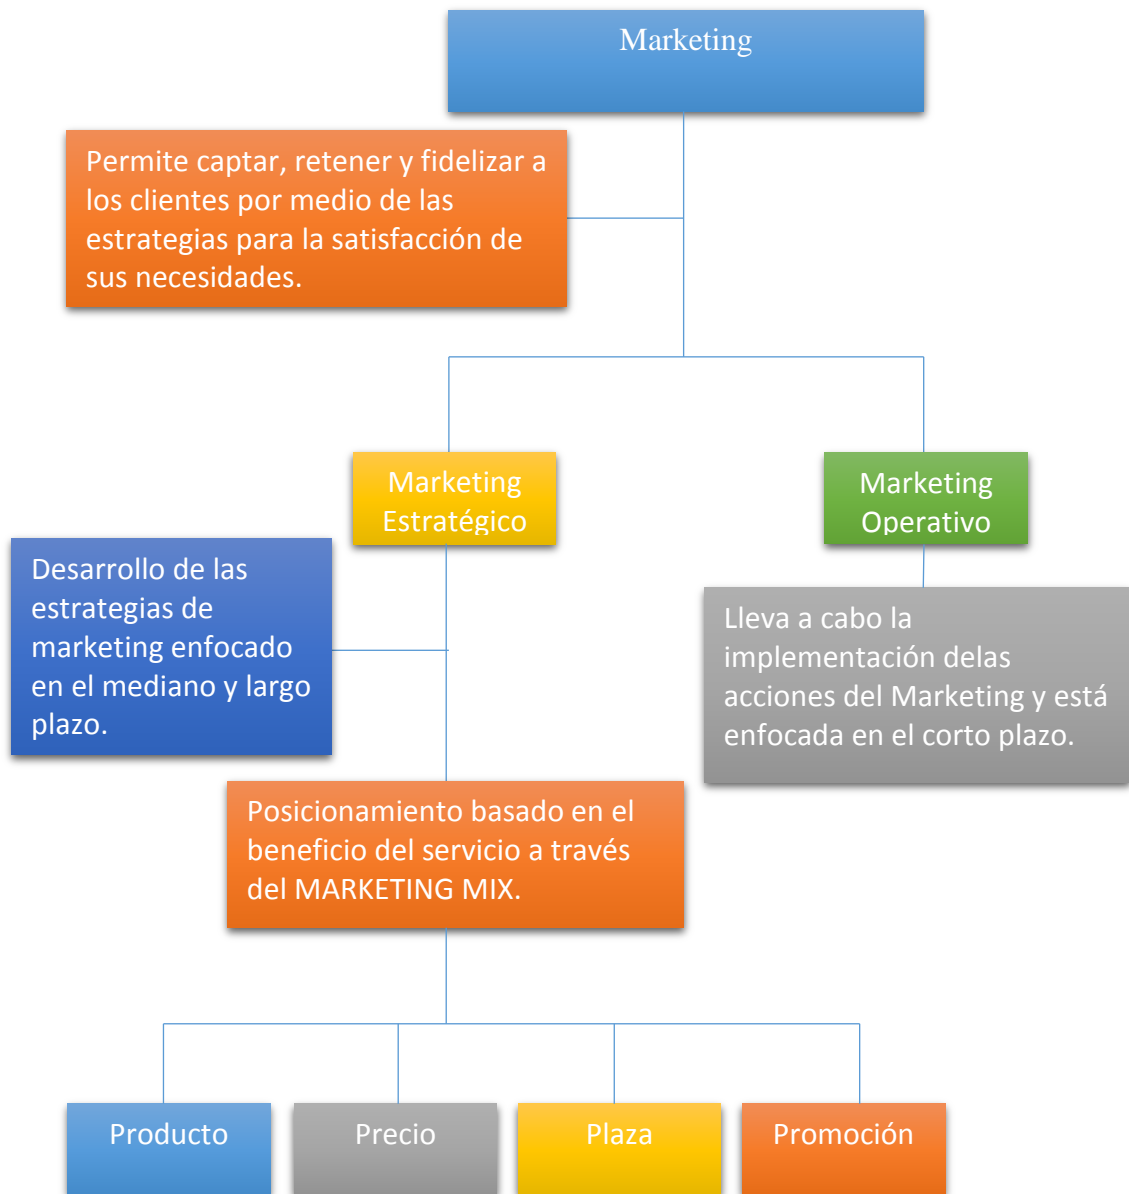 Marketing
Permite captar, retener y fidelizar a
los clientes por medio de las
estrategias para la satisfacción de
sus necesidades.
Marketing
Estratégico
Marketing
Operativo
Desarrollo de las
estrategias de
marketing enfocado
en el mediano y largo
plazo.
Lleva a cabo la
implementación delas
acciones del Marketing y está
enfocada en el corto plazo.
Posicionamiento basado en el
beneficio del servicio a través
del MARKETING MIX.
Producto
Precio
Plaza
Promoción